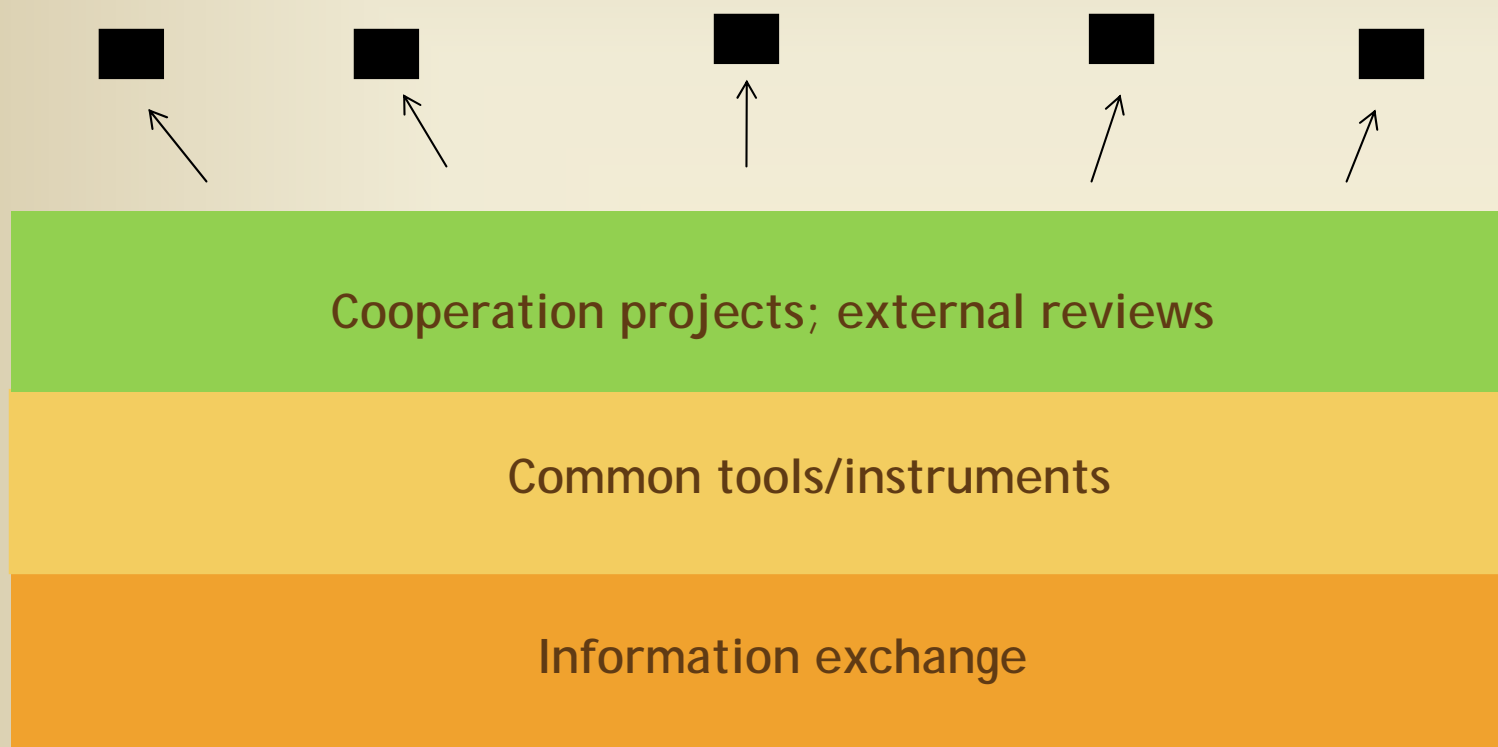 Cooperation projects; external reviews
Common tools/instruments
Information exchange